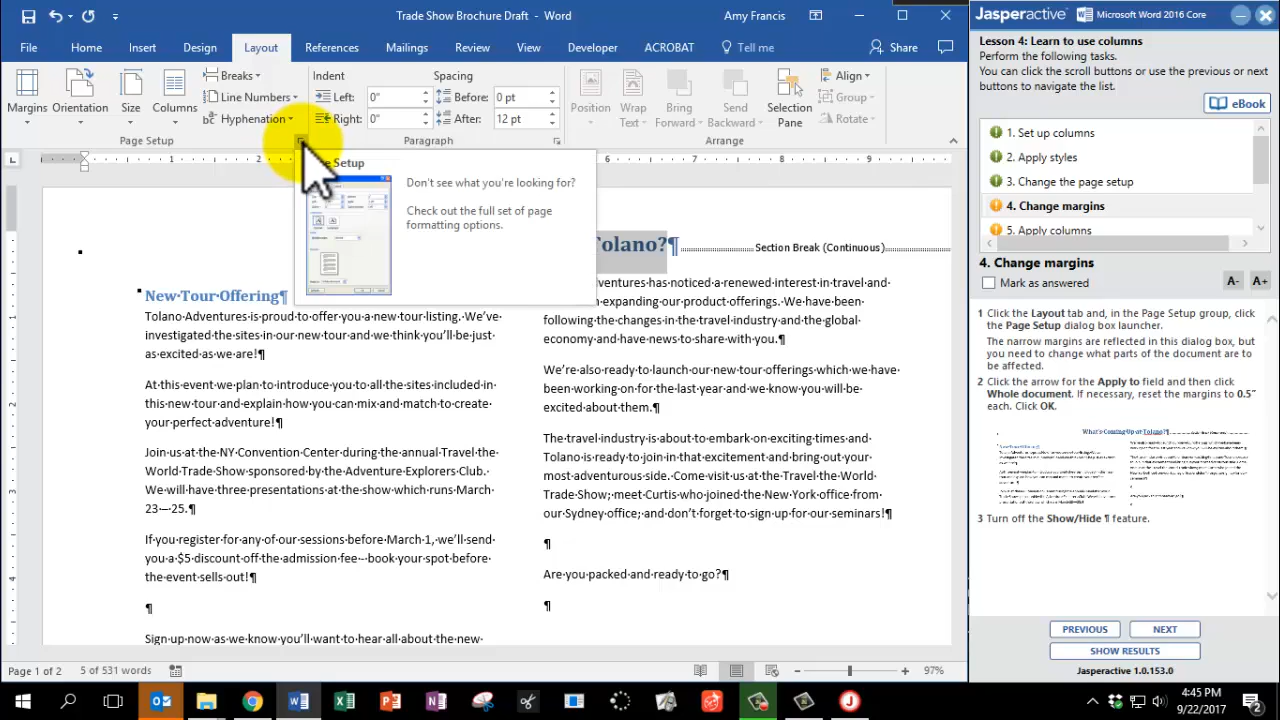 Trade Show Brochure Draft - Word
Amy Francis
File
Home
Insert
Design
Layout
References
Mailings
Review
View
Developer
ACROBAT
Tell me
Share
Margins
Orientation
Size
Columns
Breaks
Line Numbers
Hyphenation
Page Setup
Indent
Left: 0"
Right: 0"
Spacing
Before: 0 pt
After: 12 pt
Paragraph
Position
Wrap Text
Bring Forward
Send Backward
Selection Pane
Align
Group
Rotate
Arrange
Setup
Don't see what you're looking for?
Check out the full set of page
formatting options.
Tolano?¶
Section Break (Continuous)
New·Tour·Offering¶
Tolano·Adventures·is·proud·to·offer·you·a·new·tour·listing.·We've·
investigated·the·sites·in·our·new·tour·and·we·think·you'll·be·just·
as·excited·as·we·are!¶
At·this·event·we·plan·to·introduce·you·to·all·the·sites·included·in·
this·new·tour·and·explain·how·you·can·mix·and·match·to·create·
your·perfect·adventure!¶
Join·us·at·the·NY·Convention·Center·during·the·annual·Travel·the·
World·Trade·Show·sponsored·by·the·Adventure·Explorers·Club.·
We·will·have·three·presentations·at·the·show·which·runs·March·
23·–·25.¶
If·you·register·for·any·of·our·sessions·before·March·1,·we'll·send·
you·a·$5·discount·off·the·admission·fee·–·book·your·spot·before·
the·event·sells·out!¶
¶
Sign·up·now·as·we·know·you'll·want·to·hear·all·about·the·new·
ventures·has·noticed·a·renewed·interest·in·travel·and·
expanding·our·product·offerings.·We·have·been·
following·the·changes·in·the·travel·industry·and·the·global·
economy·and·have·news·to·share·with·you.¶
We're·also·ready·to·launch·our·new·tour·offerings·which·we·have·
been·working·on·for·the·last·year·and·we·know·you·will·be·
excited·about·them.¶
The·travel·industry·is·about·to·embark·on·exciting·times·and·
Tolano·is·ready·to·join·in·that·excitement·and·bring·out·your·
most·adventurous·side.·Come·visit·us·at·the·Travel·the·World·
Trade·Show;·meet·Curtis·who·joined·the·New·York·office·from·
our·Sydney·office;·and·don't·forget·to·sign·up·for·our·seminars!¶
¶
Are·you·packed·and·ready·to·go?¶
¶
Page 1 of 2
5 of 531 words
97%
Jasperactive
Microsoft Word 2016 Core
Lesson 4: Learn to use columns
Perform the following tasks.
You can click the scroll buttons or use the previous or next
buttons to navigate the list.
eBook
1. Set up columns
2. Apply styles
3. Change the page setup
4. Change margins
5. Apply columns
4. Change margins
Mark as answered
A-
A+
1 Click the Layout tab and, in the Page Setup group, click
the Page Setup dialog box launcher.
The narrow margins are reflected in this dialog box, but
you need to change what parts of the document are to
be affected.
2 Click the arrow for the Apply to field and then click
Whole document. If necessary, reset the margins to 0.5"
each. Click OK.
What's·Coming·Up·at·Tolano?¶
3 Turn off the Show/Hide ¶ feature.
PREVIOUS
NEXT
SHOW RESULTS
Jasperactive 1.0.153.0
4:45 PM
9/22/2017